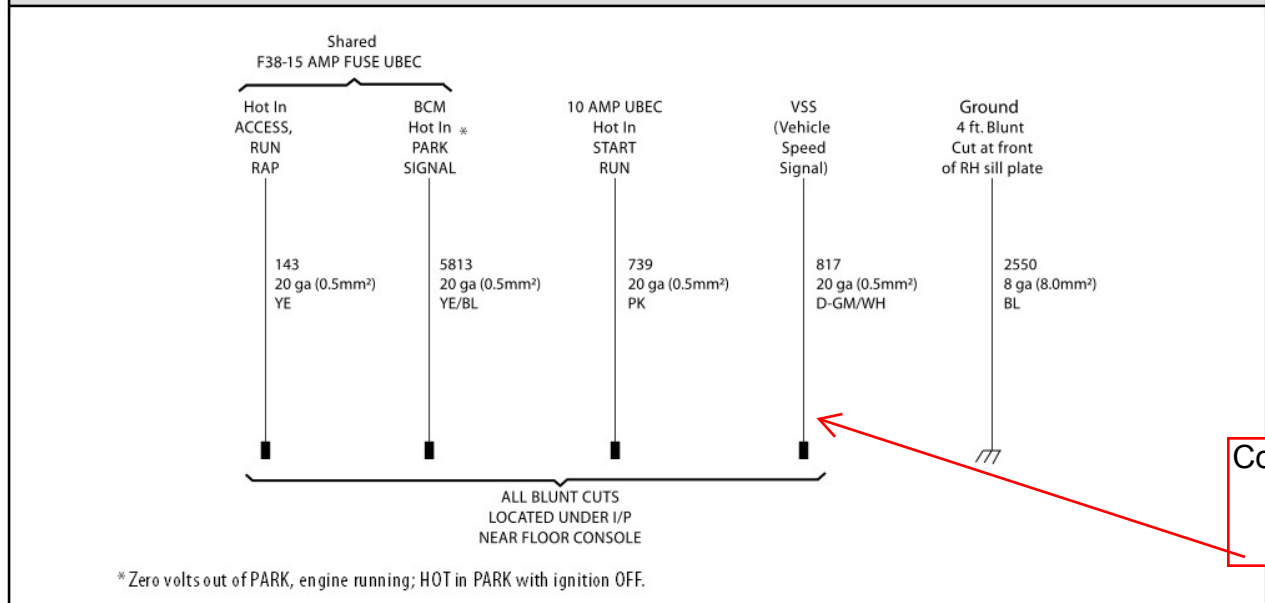 Shared
F38-15 AMP FUSE UBEC
Hot In
ACCESS,
RUN
RAP
BCM
Hot In *
PARK
SIGNAL
10 AMP UBEC
Hot In
START
RUN
VSS
(Vehicle
Speed
Signal)
Ground
4 ft. Blunt
Cut at front
of RH sill plate
143
20 ga (0.5mm²)
YE
5813
20 ga (0.5mm²)
YE/BL
739
20 ga (0.5mm²)
PK
817
20 ga (0.5mm²)
D-GM/WH
2550
8 ga (8.0mm²)
BL
ALL BLUNT CUTS
LOCATED UNDER I/P
NEAR FLOOR CONSOLE
*Zero volts out of PARK, engine running; HOT in PARK with ignition OFF.